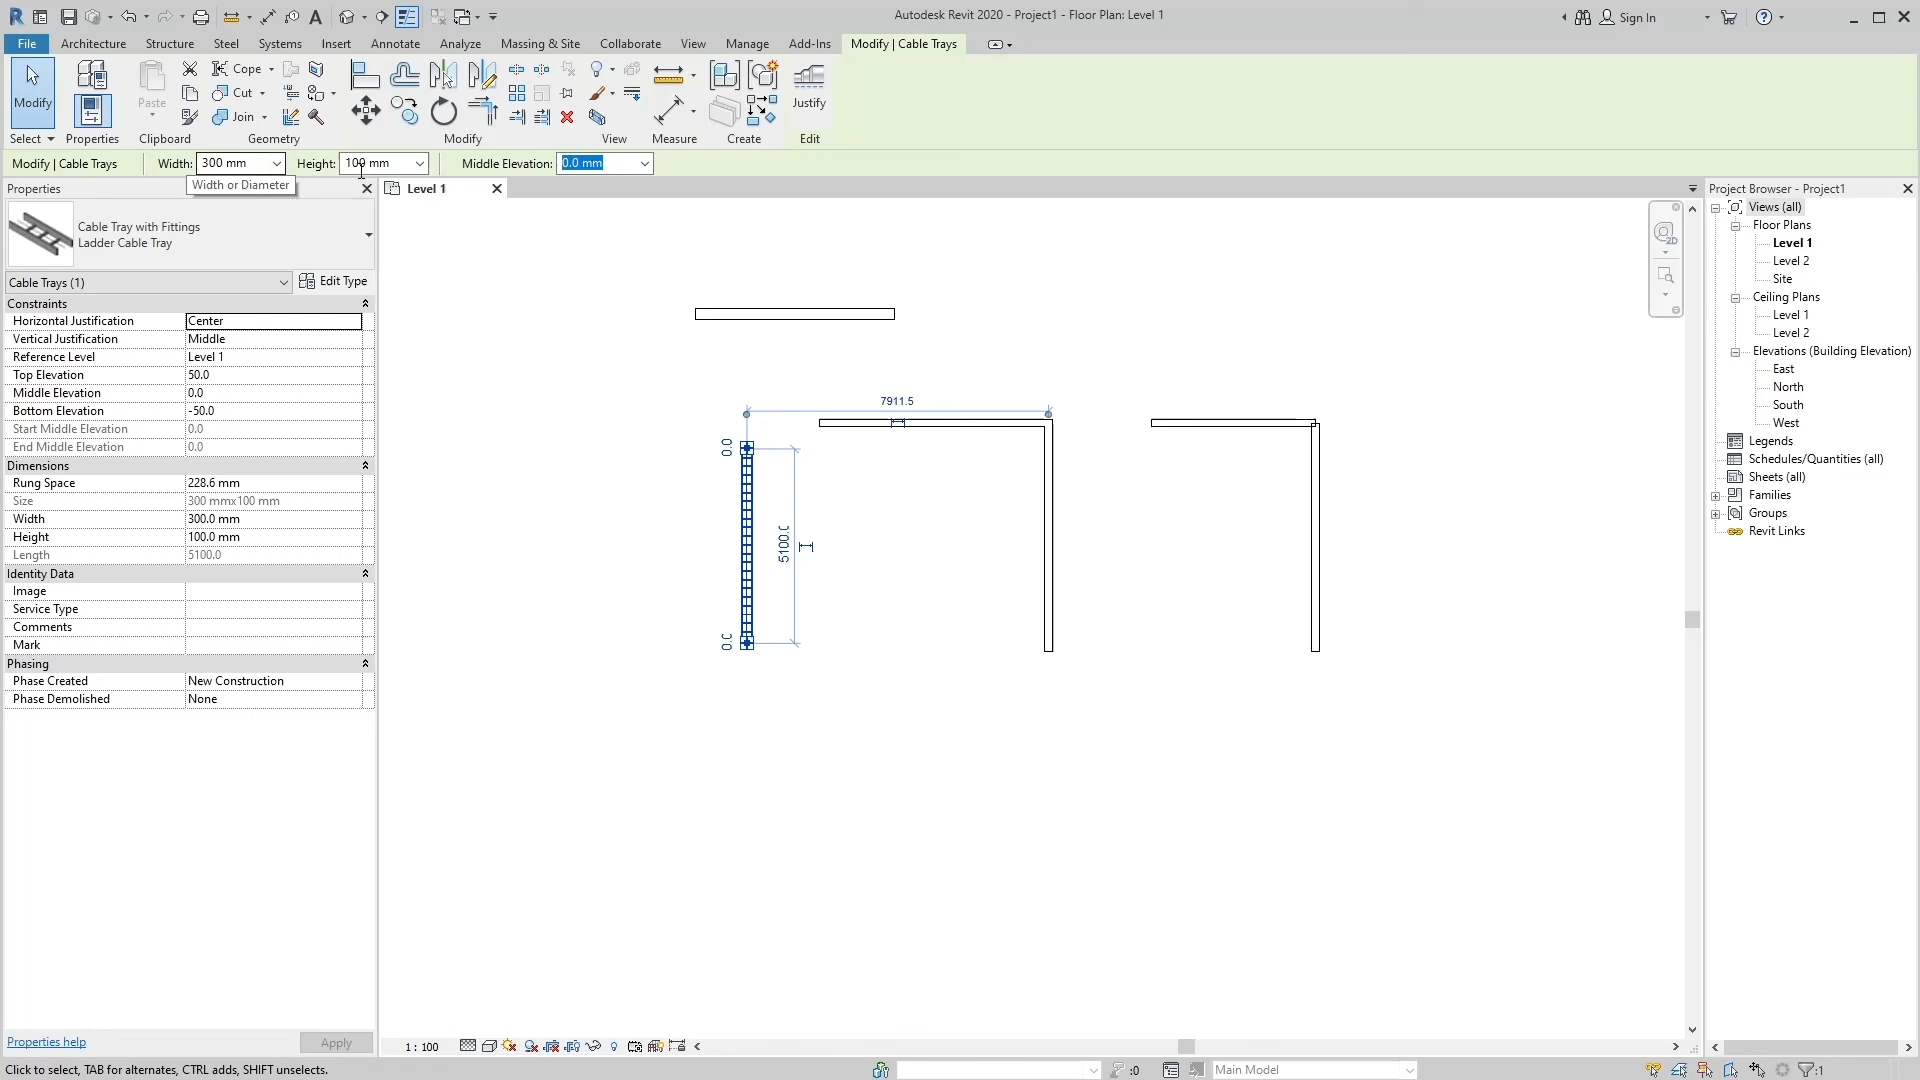 Autodesk Revit 2020 - Project1 - Floor Plan: Level 1
Sign In
File Architecture Structure Steel Systems Insert Annotate Analyze Massing & Site Collaborate View Manage Add-Ins Modify | Cable Trays
Modify Paste Cope Cut Join Justify
Select Properties Clipboard Geometry Modify View Measure Create Edit
Modify | Cable Trays Width: 300 mm Height: 100 mm Middle Elevation: 0.0 mm
Width or Diameter
Properties
Level 1
Project Browser - Project1
Cable Tray with Fittings
Ladder Cable Tray
Cable Trays (1) Edit Type
Constraints
Horizontal Justification Center
Vertical Justification Middle
Reference Level Level 1
Top Elevation 50.0
Middle Elevation 0.0
Bottom Elevation -50.0
Start Middle Elevation 0.0
End Middle Elevation 0.0
Dimensions
Rung Space 228.6 mm
Size 300 mmx100 mm
Width 300.0 mm
Height 100.0 mm
Length 5100.0
Identity Data
Image
Service Type
Comments
Mark
Phasing
Phase Created New Construction
Phase Demolished None
Properties help Apply
7911.5
0.0
5100.0
0.0
2D
Views (all)
Floor Plans
Level 1
Level 2
Site
Ceiling Plans
Level 1
Level 2
Elevations (Building Elevation)
East
North
South
West
Legends
Schedules/Quantities (all)
Sheets (all)
Families
Groups
Revit Links
1 : 100
Click to select, TAB for alternates, CTRL adds, SHIFT unselects.
:0
Main Model
:1